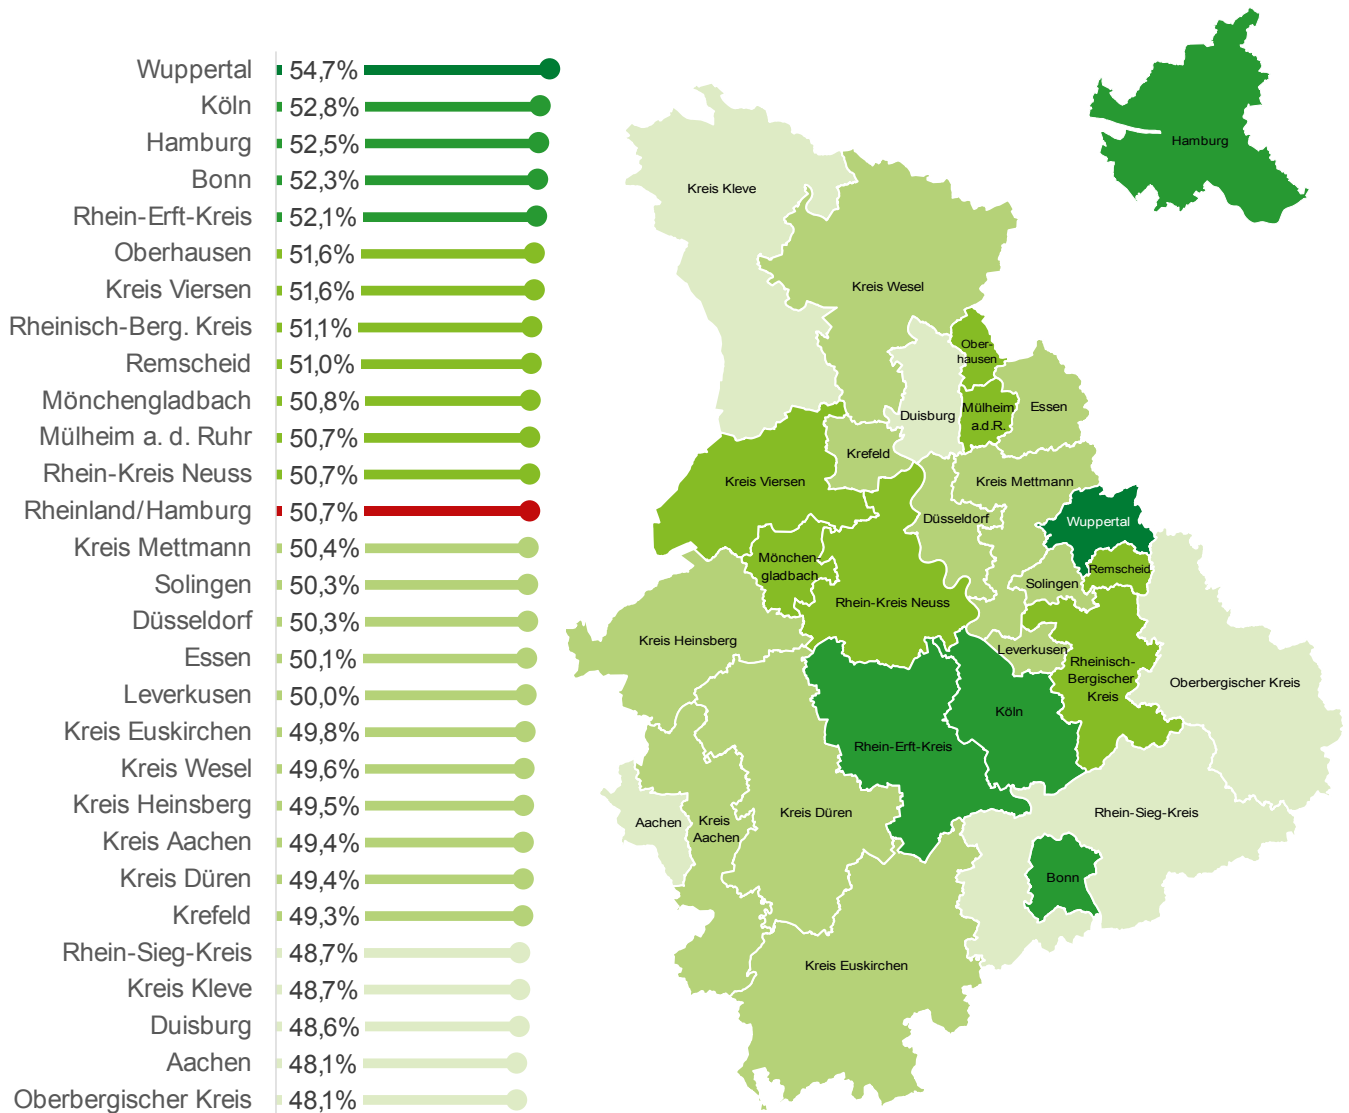 Wuppertal 54,7%
Köln 52,8%
Hamburg 52,5%
Bonn 52,3%
Rhein-Erft-Kreis 52,1%
Oberhausen 51,6%
Kreis Viersen 51,6%
Rheinisch-Berg. Kreis 51,1%
Remscheid 51,0%
Mönchengladbach 50,8%
Mülheim a. d. Ruhr 50,7%
Rhein-Kreis Neuss 50,7%
Rheinland/Hamburg 50,7%
Kreis Mettmann 50,4%
Solingen 50,3%
Düsseldorf 50,3%
Essen 50,1%
Leverkusen 50,0%
Kreis Euskirchen 49,8%
Kreis Wesel 49,6%
Kreis Heinsberg 49,5%
Kreis Aachen 49,4%
Kreis Düren 49,4%
Krefeld 49,3%
Rhein-Sieg-Kreis 48,7%
Kreis Kleve 48,7%
Duisburg 48,6%
Aachen 48,1%
Oberbergischer Kreis 48,1%
Hamburg
Kreis Kleve
Kreis Wesel
Ober-
hausen
Duisburg
Mülheim
a.d.R.
Essen
Krefeld
Kreis Viersen
Kreis Mettmann
Düsseldorf
Wuppertal
Mönchen-
gladbach
Remscheid
Solingen
Rhein-Kreis Neuss
Kreis Heinsberg
Leverkusen
Rheinisch-
Bergischer
Kreis
Oberbergischer Kreis
Köln
Rhein-Erft-Kreis
Kreis Düren
Rhein-Sieg-Kreis
Aachen
Kreis
Aachen
Bonn
Kreis Euskirchen